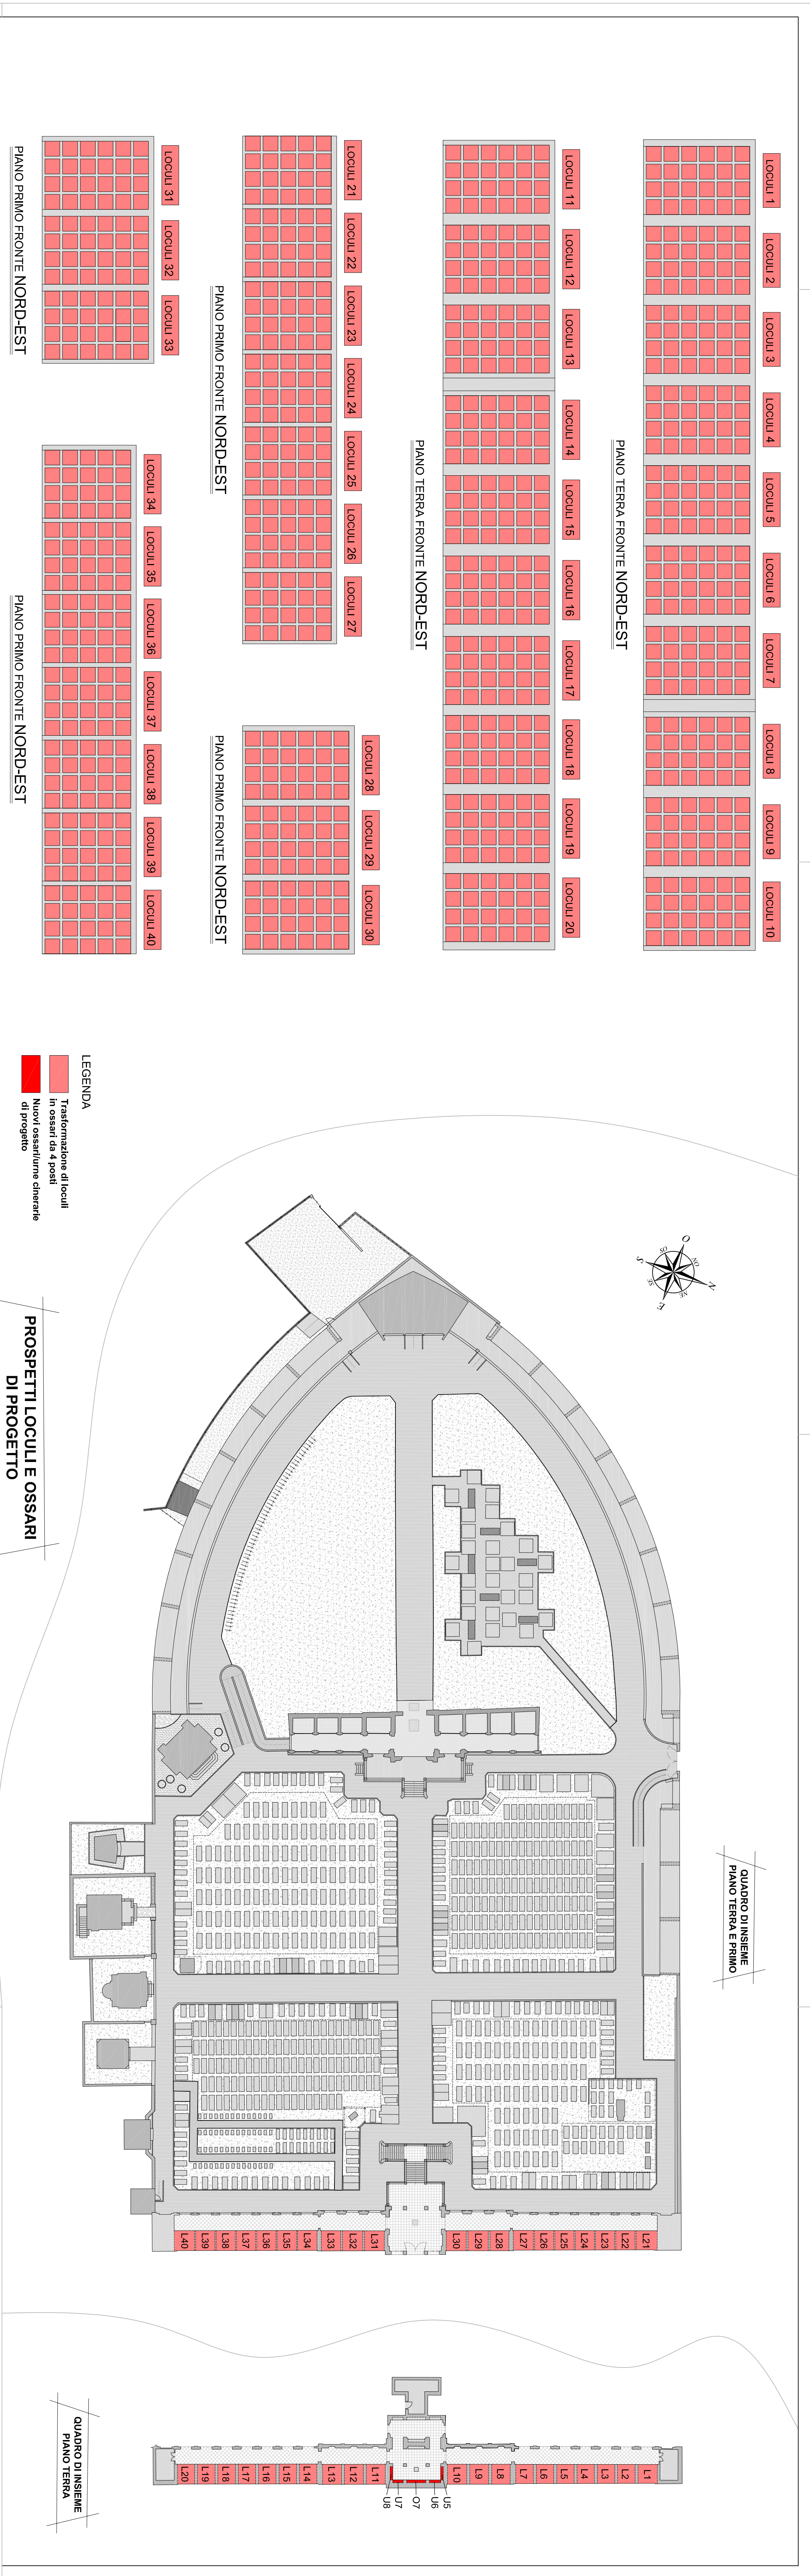 LOCULI 1
LOCULI 2
LOCULI 3
LOCULI 4
LOCULI 5
LOCULI 6
LOCULI 7
LOCULI 8
LOCULI 9
LOCULI 10
PIANO TERRA FRONTE NORD-EST
LOCULI 11
LOCULI 12
LOCULI 13
LOCULI 14
LOCULI 15
LOCULI 16
LOCULI 17
LOCULI 18
LOCULI 19
LOCULI 20
PIANO TERRA FRONTE NORD-EST
LOCULI 21
LOCULI 22
LOCULI 23
LOCULI 24
LOCULI 25
LOCULI 26
LOCULI 27
PIANO PRIMO FRONTE NORD-EST
LOCULI 28
LOCULI 29
LOCULI 30
PIANO PRIMO FRONTE NORD-EST
LOCULI 31
LOCULI 32
LOCULI 33
PIANO PRIMO FRONTE NORD-EST
LOCULI 34
LOCULI 35
LOCULI 36
LOCULI 37
LOCULI 38
LOCULI 39
LOCULI 40
PIANO PRIMO FRONTE NORD-EST
LEGENDA
Trasformazione di loculi
in ossari da 4 posti
Nuovi ossari/urne cinerarie
di progetto
PROSPETTI LOCULI E OSSARI
DI PROGETTO
N
NE
E
SE
S
SO
O
NO
QUADRO DI INSIEME
PIANO TERRA E PRIMO
L21
L22
L23
L24
L25
L26
L27
L28
L29
L30
L31
L32
L33
L34
L35
L36
L37
L38
L39
L40
QUADRO DI INSIEME
PIANO TERRA
L1
L2
L3
L4
L5
L6
L7
L8
L9
L10
U5
U6
O7
U7
U8
L11
L12
L13
L14
L15
L16
L17
L18
L19
L20